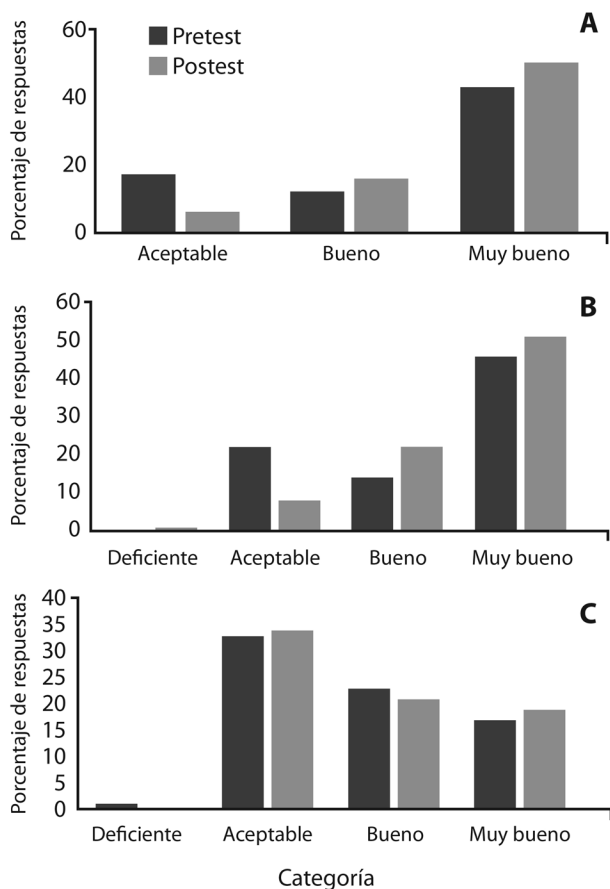 Porcentaje de respuestas
60
40
20
0
Pretest
Postest
A
Aceptable Bueno Muy bueno
Porcentaje de respuestas
60
50
40
30
20
10
0
B
Deficiente Aceptable Bueno Muy bueno
Porcentaje de respuestas
40
35
30
25
20
15
10
5
0
C
Deficiente Aceptable Bueno Muy bueno
Categoría